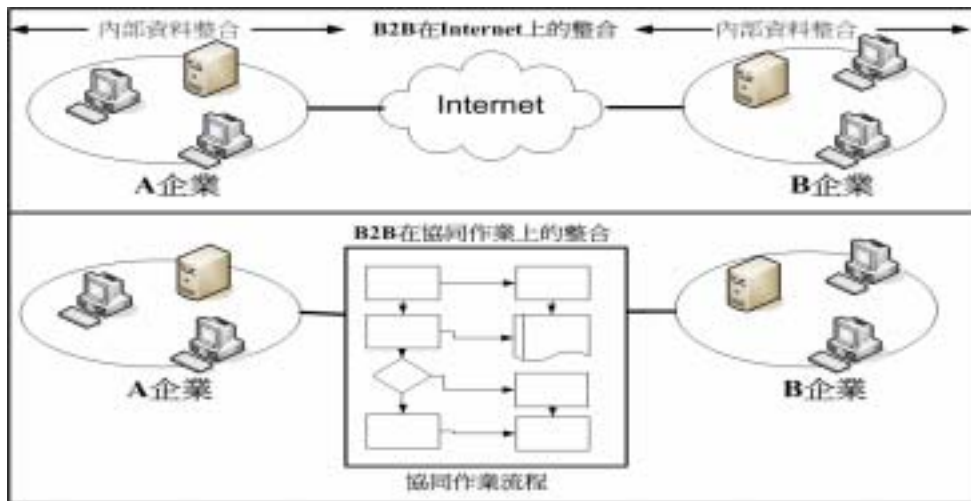 內部資料整合 B2B在Internet上的整合 內部資料整合
Internet
A企業 B企業
B2B在協同作業上的整合
A企業 B企業
協同作業流程